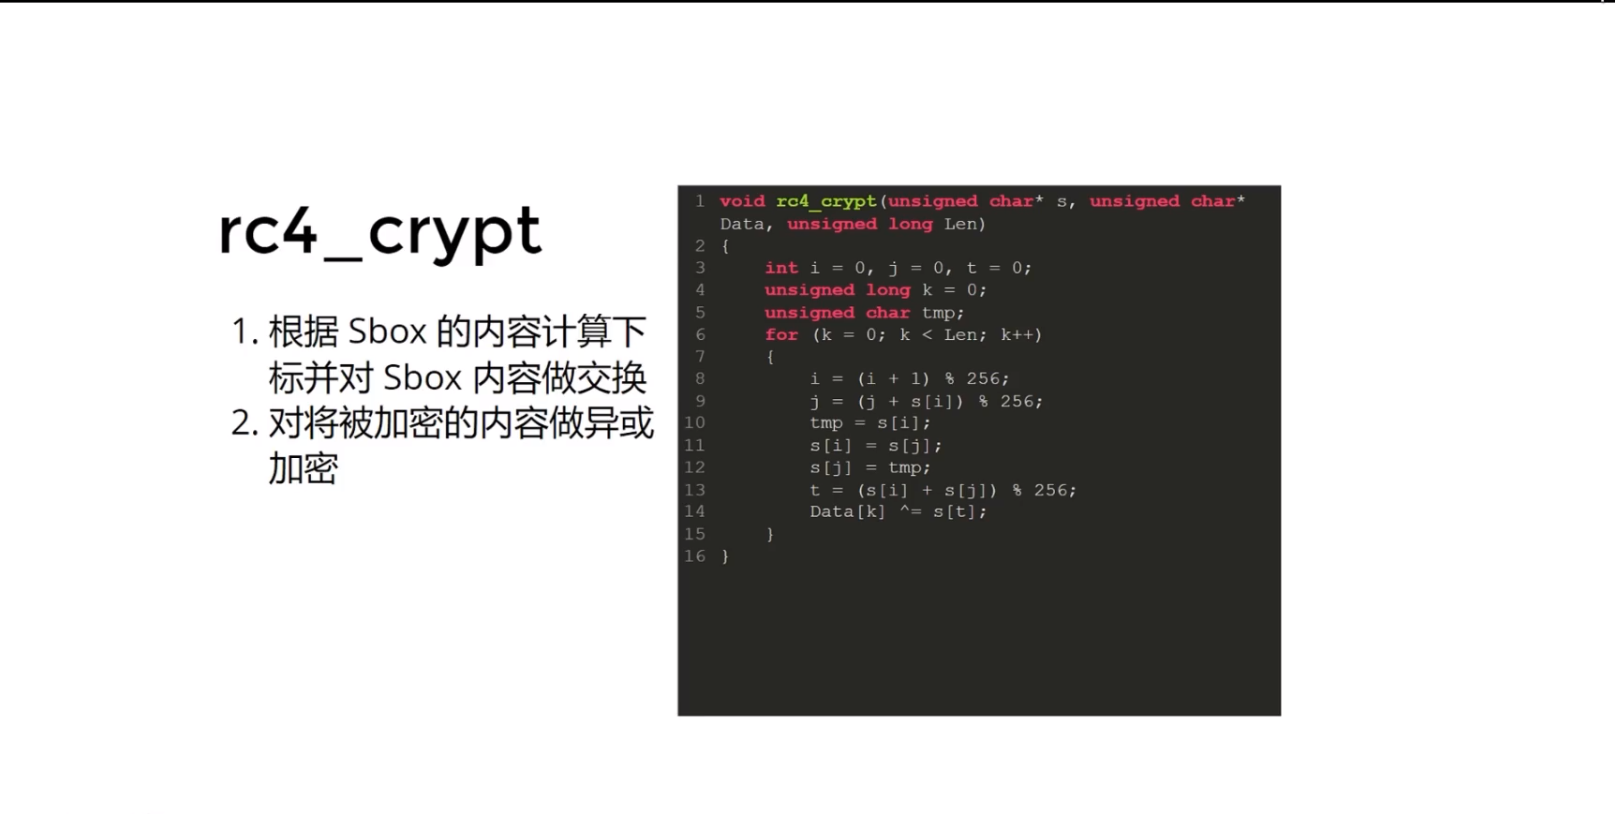 rc4_crypt
1. 根据 Sbox 的内容计算下
标并对 Sbox 内容做交换
2. 对将被加密的内容做异或
加密
1 void rc4_crypt(unsigned char* s, unsigned char*
Data, unsigned long Len)
2 {
3     int i = 0, j = 0, t = 0;
4     unsigned long k = 0;
5     unsigned char tmp;
6     for (k = 0; k < Len; k++)
7     {
8         i = (i + 1) % 256;
9         j = (j + s[i]) % 256;
10         tmp = s[i];
11         s[i] = s[j];
12         s[j] = tmp;
13         t = (s[i] + s[j]) % 256;
14         Data[k] ^= s[t];
15     }
16 }